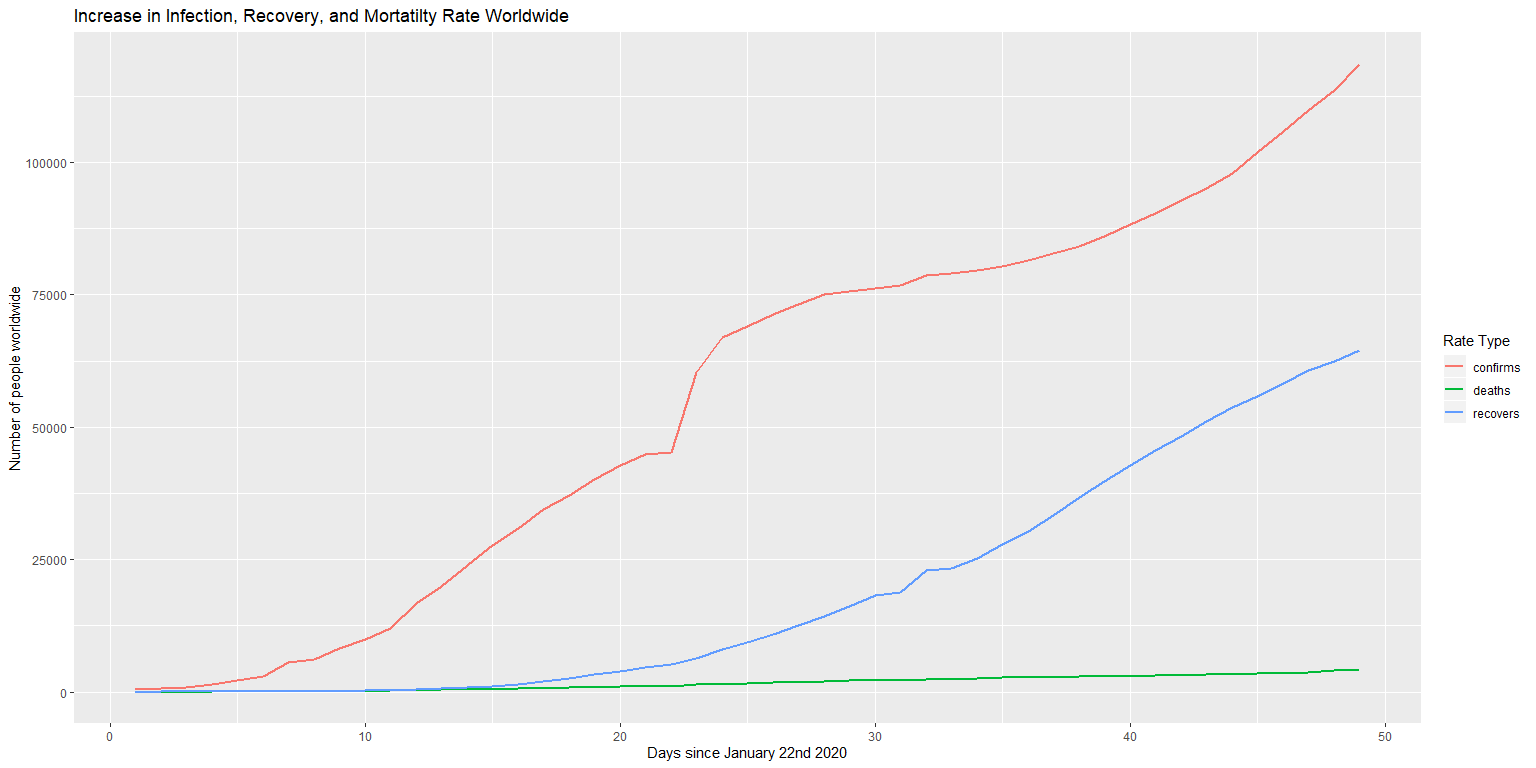 Increase in Infection, Recovery, and Mortatilty Rate Worldwide
Number of people worldwide
100000
75000
50000
25000
0
0 10 20 30 40 50
Days since January 22nd 2020
Rate Type
confirms
deaths
recovers